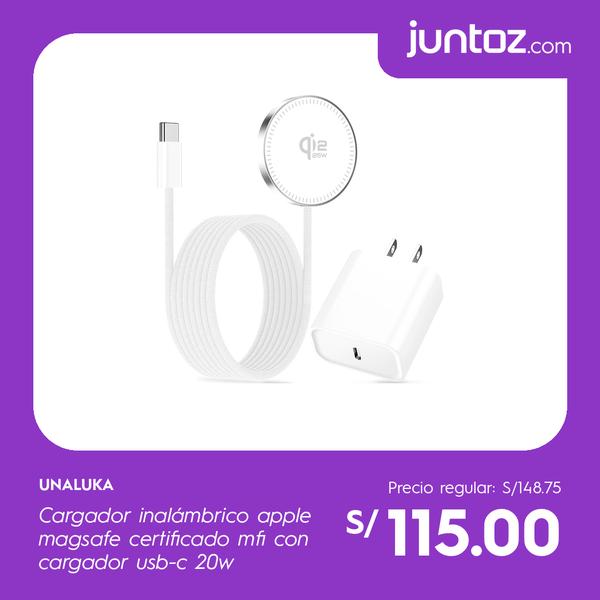 juntoz.com
Qi2
25W
UNALUKA
Precio regular: S/148.75
Cargador inalámbrico apple
magsafe certificado mfi con
cargador usb-c 20w
S/115.00